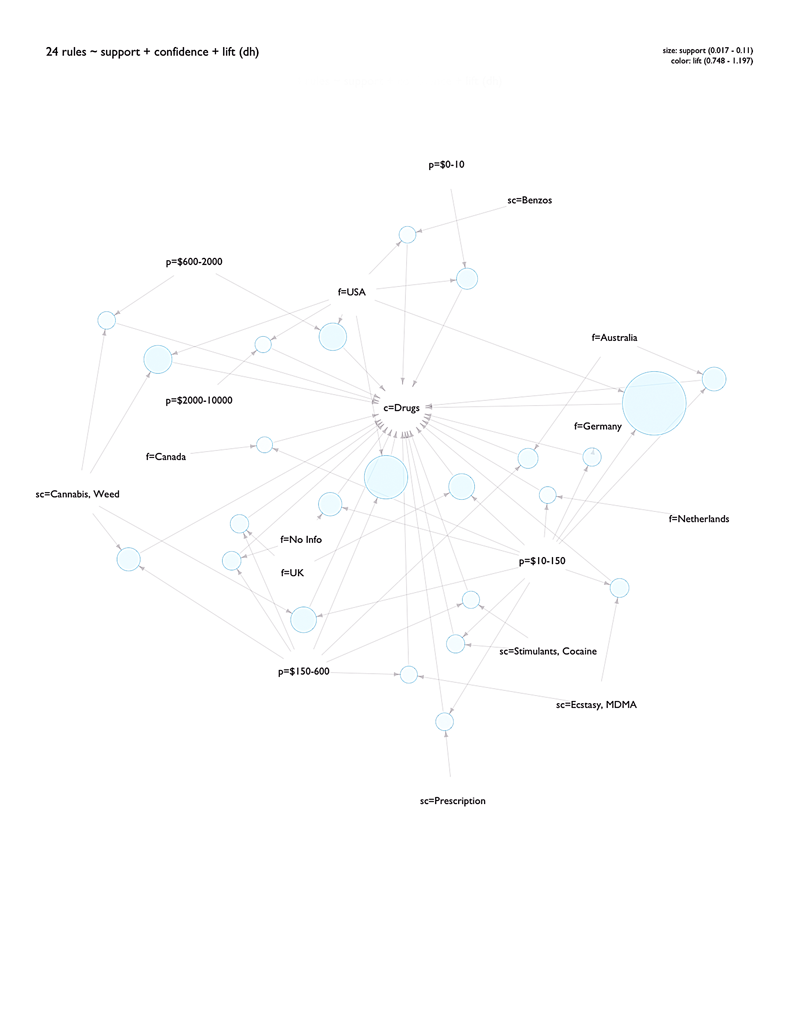 24 rules ~ support + confidence + lift (dh)
size: support (0.017 - 0.11)
color: lift (0.748 - 1.197)
p=$0-10
sc=Benzos
p=$600-2000
f=USA
f=Australia
p=$2000-10000
c=Drugs
f=Germany
f=Canada
sc=Cannabis, Weed
f=Netherlands
f=No Info
p=$10-150
f=UK
sc=Stimulants, Cocaine
p=$150-600
sc=Ecstasy, MDMA
sc=Prescription